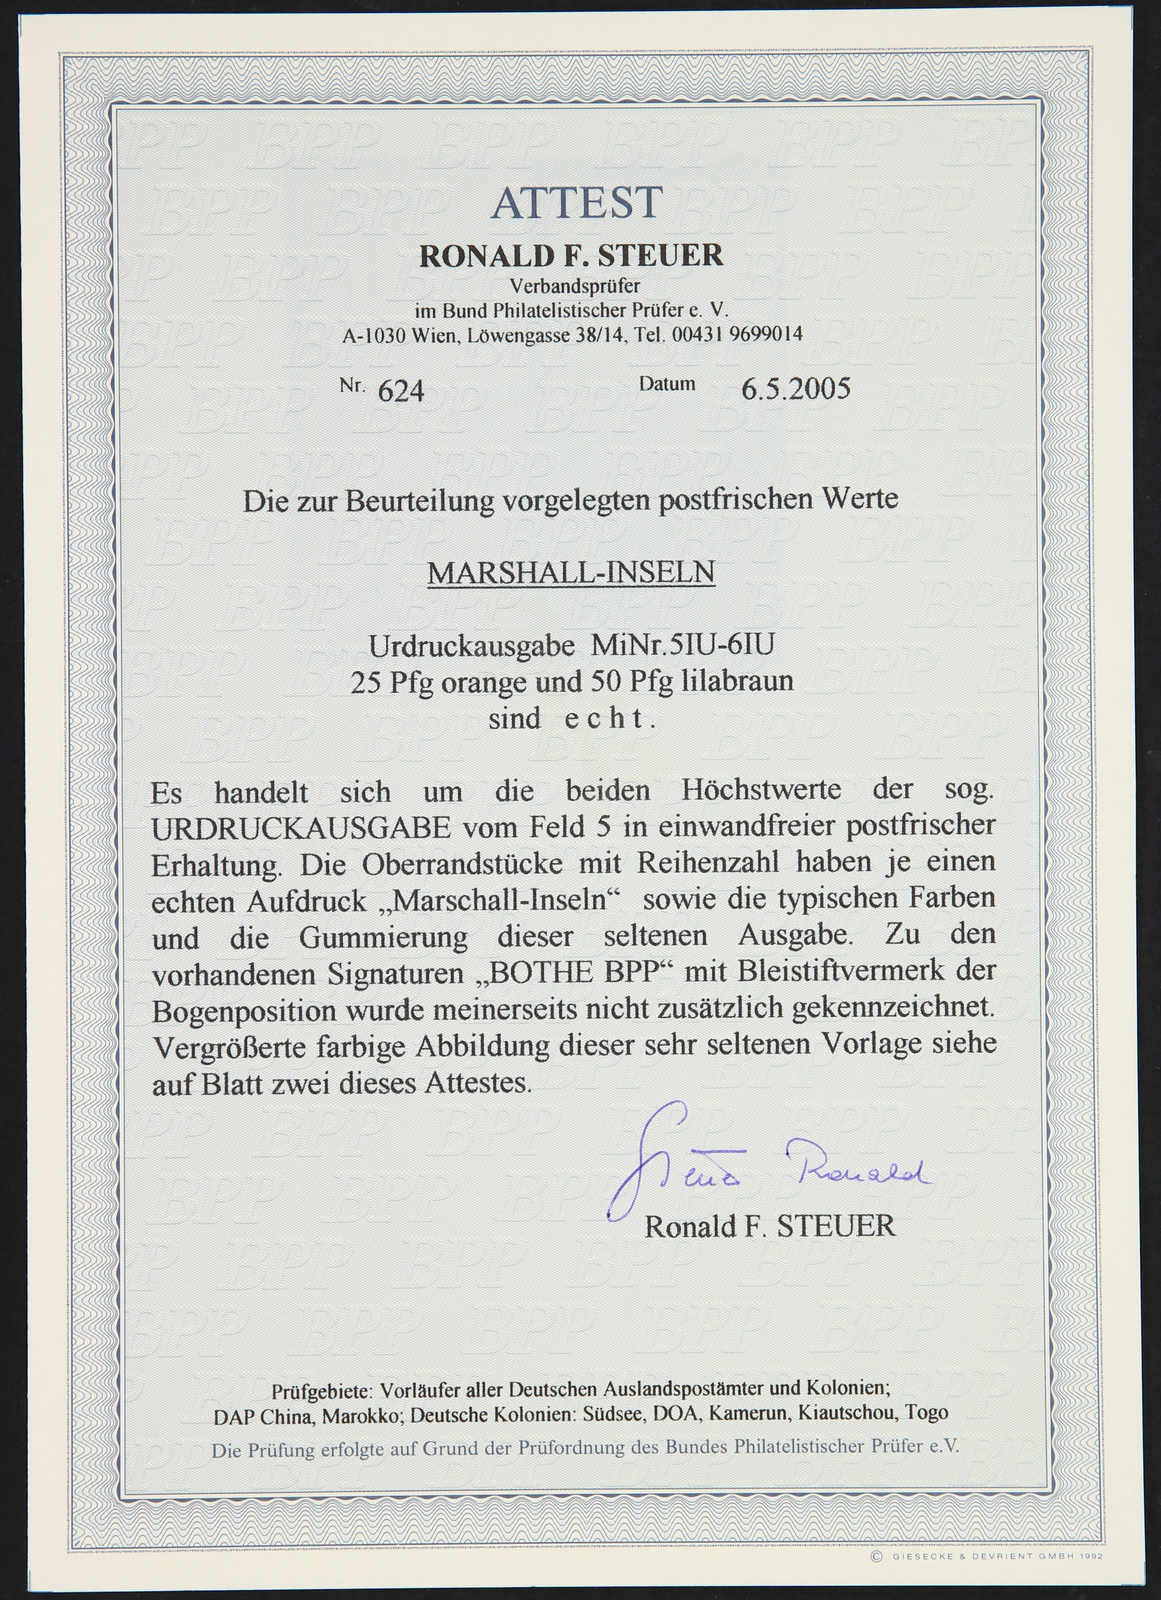 ATTEST
RONALD F. STEUER
Verbandsprüfer
im Bund Philatelistischer Prüfer e. V.
A-1030 Wien, Löwengasse 38/14, Tel. 00431 9699014
Nr. 624 Datum 6.5.2005
Die zur Beurteilung vorgelegten postfrischen Werte
MARSHALL-INSELN
Urdruckausgabe MiNr.5IU-6IU
25 Pfg orange und 50 Pfg lilabraun
sind e c h t .
Es handelt sich um die beiden Höchstwerte der sog.
URDRUCKAUSGABE vom Feld 5 in einwandfreier postfrischer
Erhaltung. Die Oberrandstücke mit Reihenzahl haben je einen
echten Aufdruck „Marschall-Inseln“ sowie die typischen Farben
und die Gummierung dieser seltenen Ausgabe. Zu den
vorhandenen Signaturen „BOTHE BPP“ mit Bleistiftvermerk der
Bogenposition wurde meinerseits nicht zusätzlich gekennzeichnet.
Vergrößerte farbige Abbildung dieser sehr seltenen Vorlage siehe
auf Blatt zwei dieses Attestes.
Steuer Ronald
Ronald F. STEUER
Prüfgebiete: Vorläufer aller Deutschen Auslandspostämter und Kolonien;
DAP China, Marokko; Deutsche Kolonien: Südsee, DOA, Kamerun, Kiautschou, Togo
Die Prüfung erfolgte auf Grund der Prüfordnung des Bundes Philatelistischer Prüfer e.V.
© GIESECKE & DEVRIENT GMBH 1992